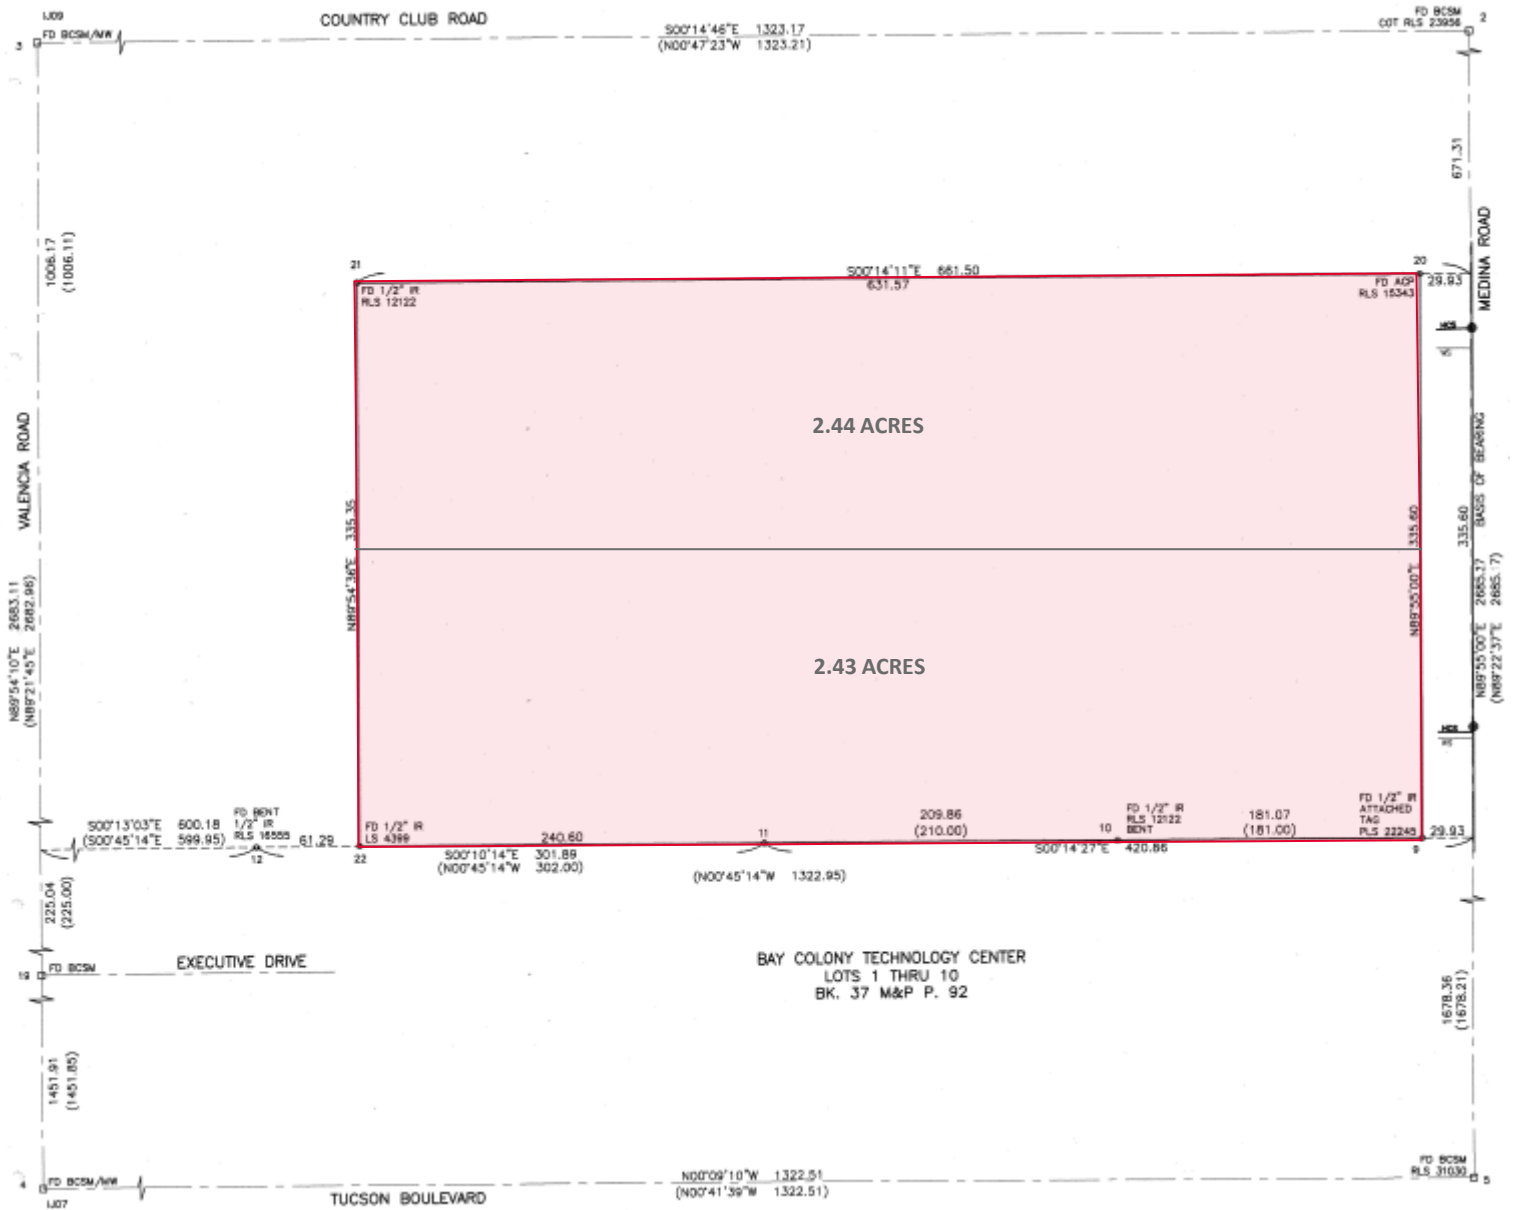 IJ09
3
FD BCSM/MW
COUNTRY CLUB ROAD
S00°14'46"E 1323.17
(N00°47'23"W 1323.21)
FD BCSM
COT RLS 23956
2
671.31
MEDINA ROAD
1006.17
(1006.11)
21
FD 1/2" IR
RLS 12122
S00°14'11"E 661.50
631.57
20
FD ACP
RLS 15343
29.93
2.44 ACRES
VALENCIA ROAD
N89°54'10"E 2683.11
(N89°21'45"E 2682.96)
N89°54'36"E 335.35
N89°55'00"E 335.60
335.60
BASIS OF BEARING
N89°55'00"E 2685.27
(N89°22'37"E 2685.17)
2.43 ACRES
S00°13'03"E 600.18
(S00°45'14"E 599.95)
FD BENT
1/2" IR
RLS 16555
12
61.29
FD 1/2" IR
LS 4399
22
240.60
S00°10'14"E 301.89
(N00°45'14"W 302.00)
11
(N00°45'14"W 1322.95)
209.86
(210.00)
10
FD 1/2" IR
RLS 12122
BENT
S00°14'27"E 420.86
181.07
(181.00)
FD 1/2" IR
ATTACHED
TAG
PLS 22245
9
29.93
225.04
(225.00)
19
FD BCSM
EXECUTIVE DRIVE
BAY COLONY TECHNOLOGY CENTER
LOTS 1 THRU 10
BK. 37 M&P P. 92
1678.36
(1678.21)
1451.91
(1451.85)
4
FD BCSM/MW
IJ07
TUCSON BOULEVARD
N00°09'10"W 1322.51
(N00°41'39"W 1322.51)
FD BCSM
RLS 31030
5